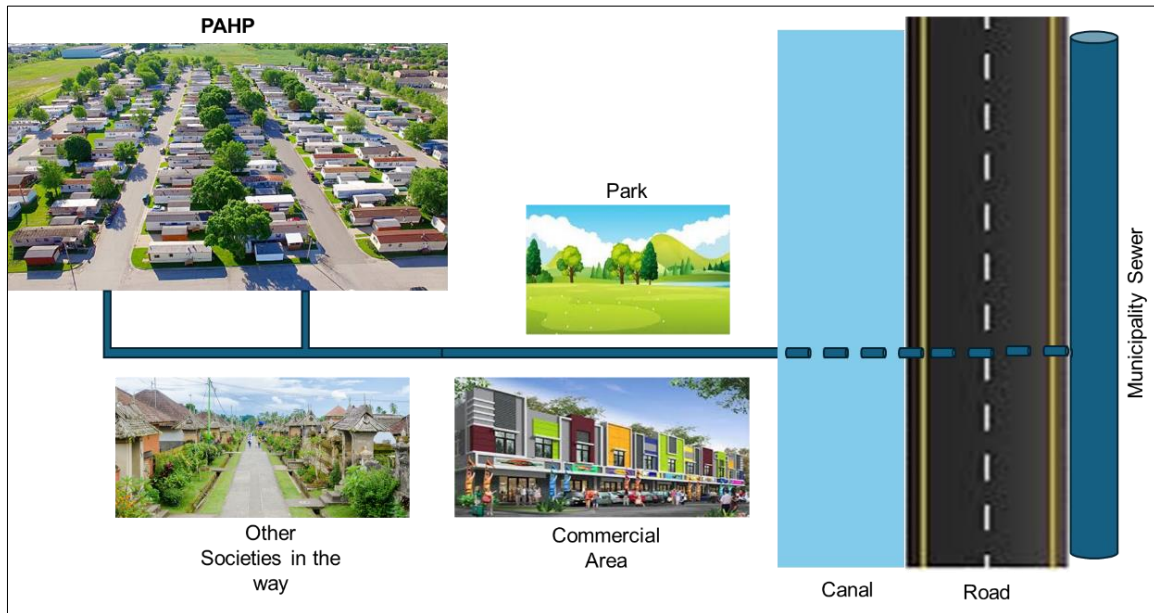 PAHP
Park
Other
Societies in the
way
Commercial
Area
Canal
Road
Municipality Sewer